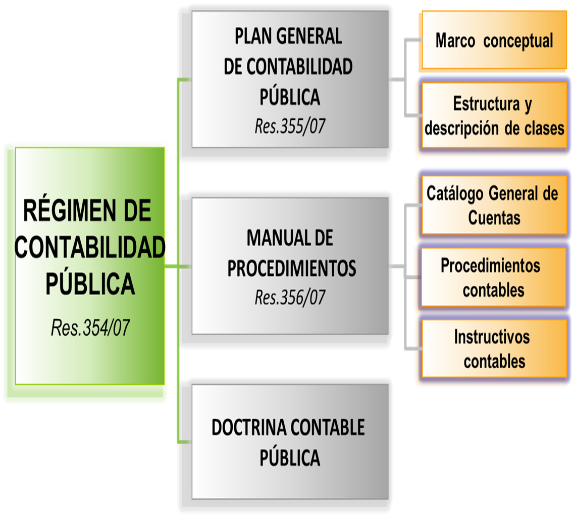 RÉGIMEN DE
CONTABILIDAD
PÚBLICA
Res.354/07
PLAN GENERAL
DE CONTABILIDAD
PÚBLICA
Res.355/07
Marco conceptual
Estructura y
descripción de clases
MANUAL DE
PROCEDIMIENTOS
Res.356/07
Catálogo General de
Cuentas
Procedimientos
contables
Instructivos
contables
DOCTRINA CONTABLE
PÚBLICA